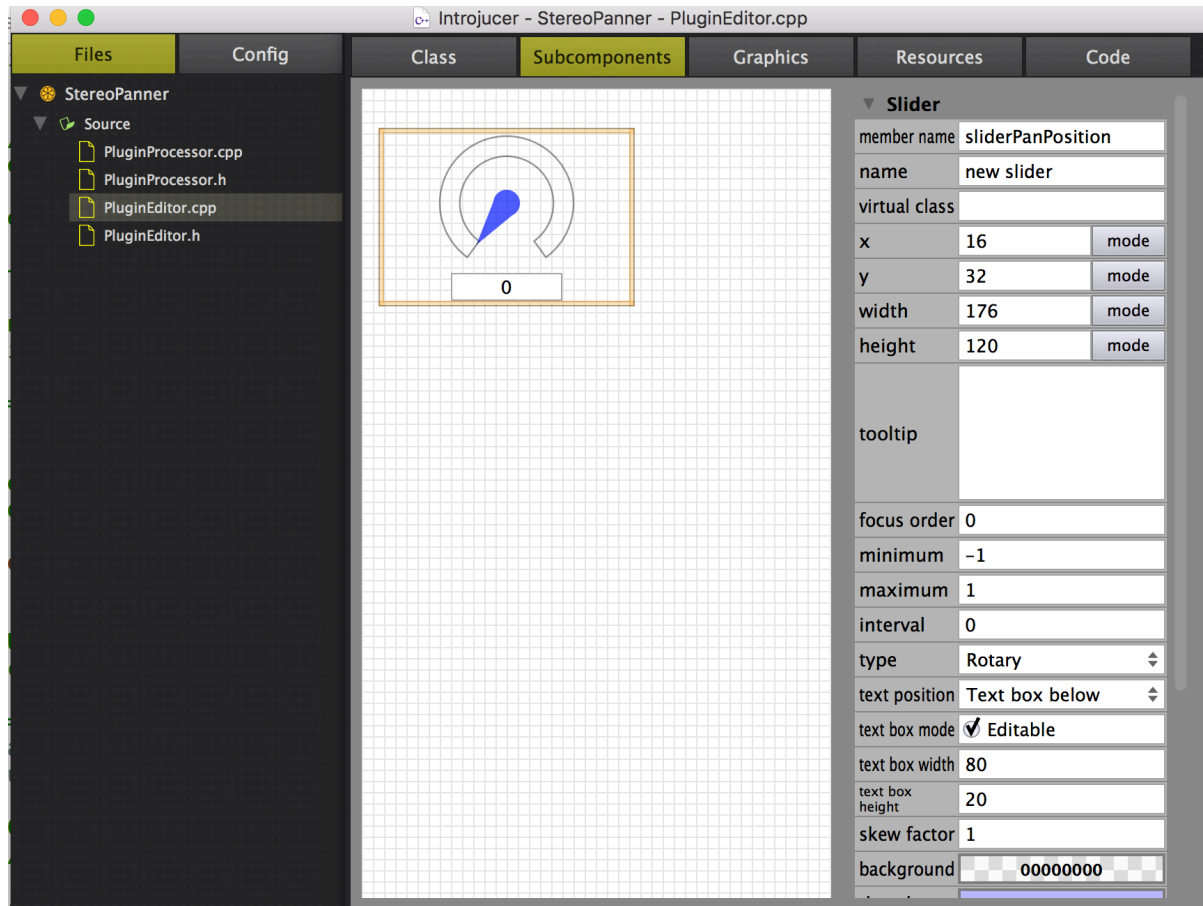 Introjucer - StereoPanner - PluginEditor.cpp
Files Config Class Subcomponents Graphics Resources Code
StereoPanner
Source
PluginProcessor.cpp
PluginProcessor.h
PluginEditor.cpp
PluginEditor.h
0
Slider
member name sliderPanPosition
name new slider
virtual class
x 16 mode
y 32 mode
width 176 mode
height 120 mode
tooltip
focus order 0
minimum -1
maximum 1
interval 0
type Rotary
text position Text box below
text box mode Editable
text box width 80
text box height 20
skew factor 1
background 00000000